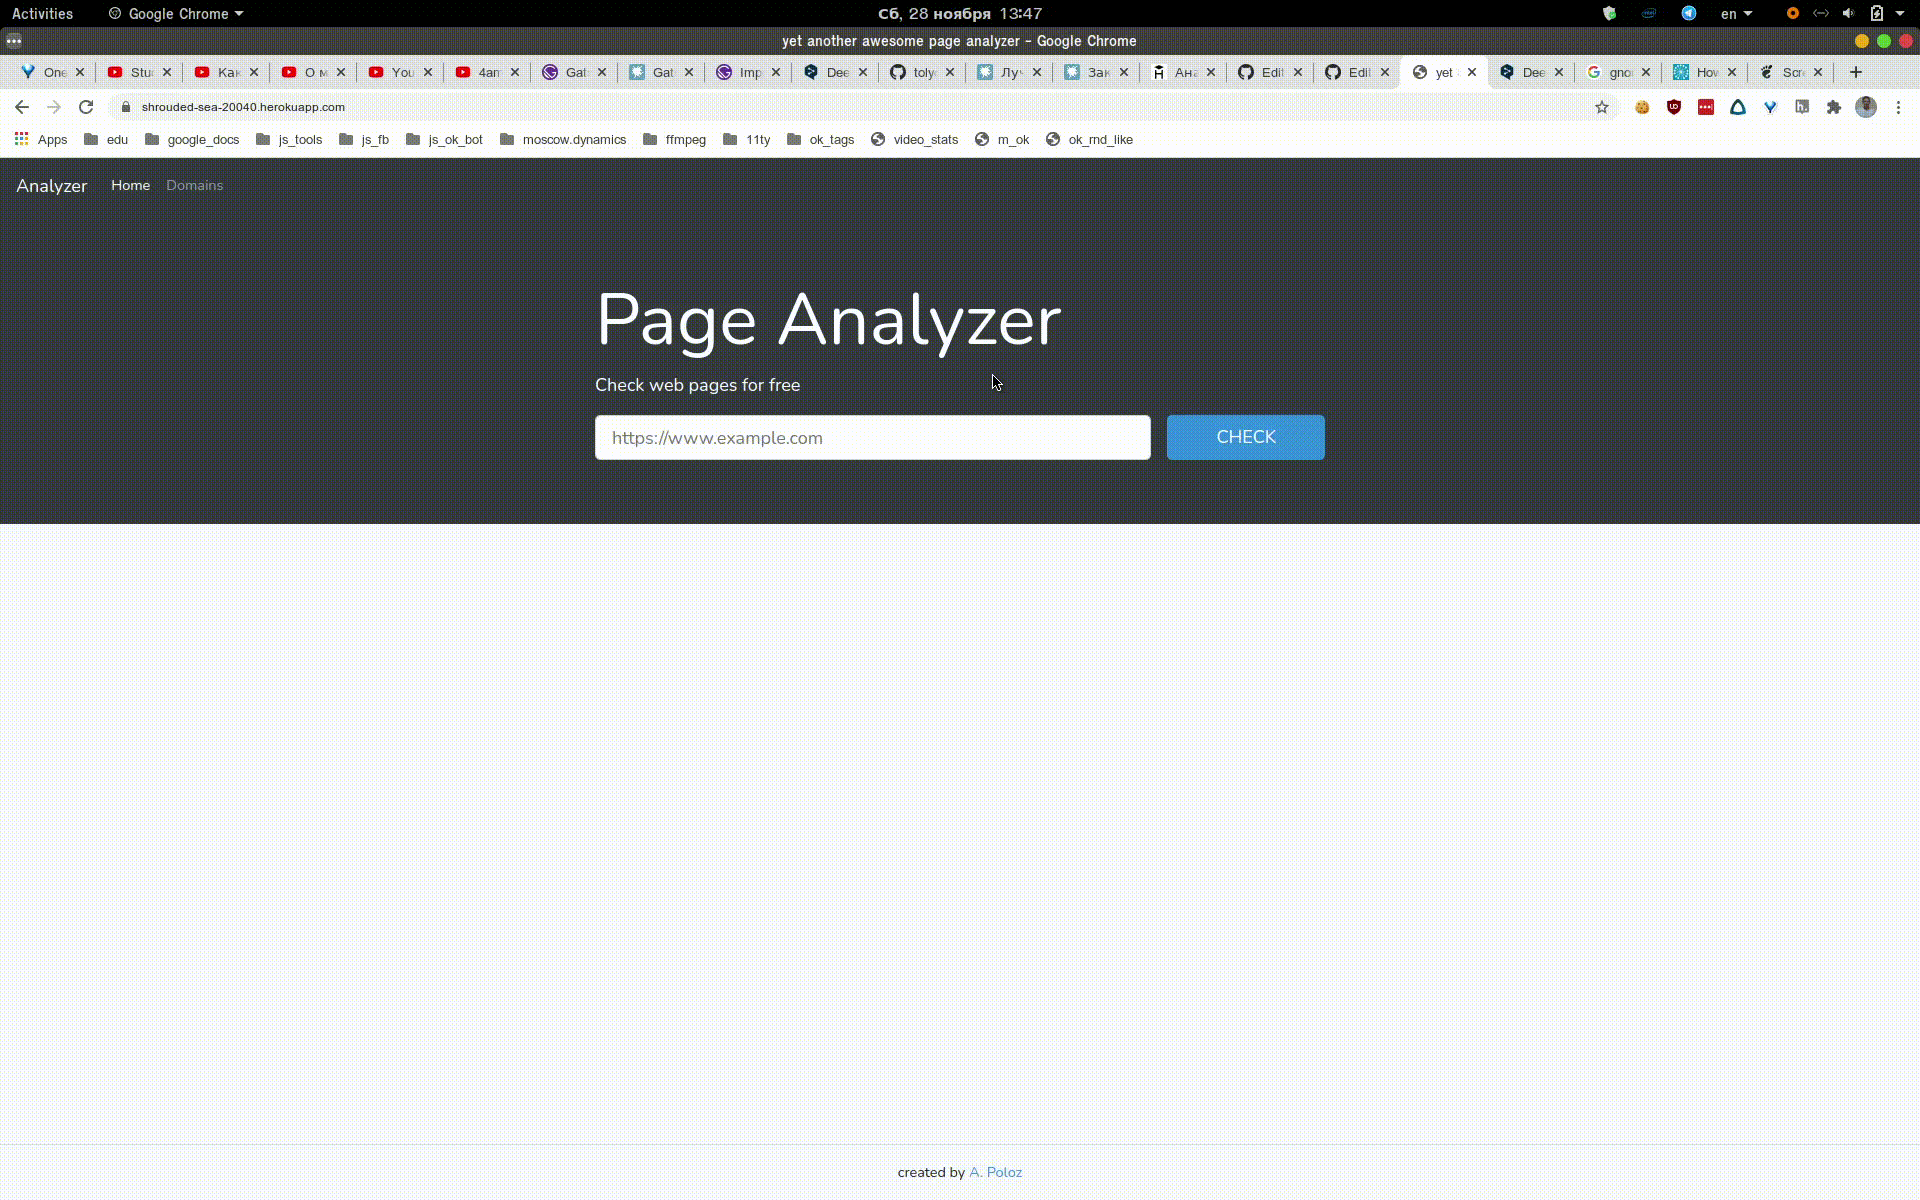 Activities Google Chrome Сб, 28 ноября 13:47 en
yet another awesome page analyzer - Google Chrome
One Stu Как О м You 4am Gat Gat Imp Dee toly Луч Зак Ана Edit Edit yet Dee gno How Scr
shrouded-sea-20040.herokuapp.com
Apps edu google_docs js_tools js_fb js_ok_bot moscow.dynamics ffmpeg 11ty ok_tags video_stats m_ok ok_rnd_like
Analyzer Home Domains
Page Analyzer
Check web pages for free
https://www.example.com CHECK
created by A. Poloz